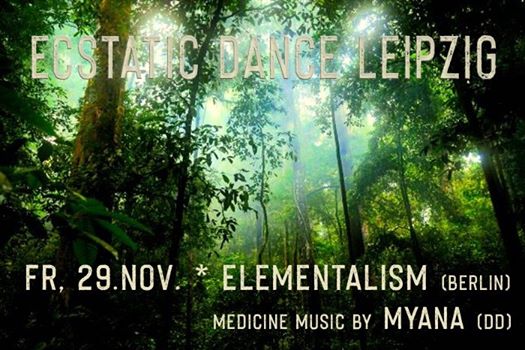 ECSTATIC DANCE LEIPZIG
FR, 29.NOV. * ELEMENTALISM (BERLIN)
MEDICINE MUSIC BY MYANA (DD)